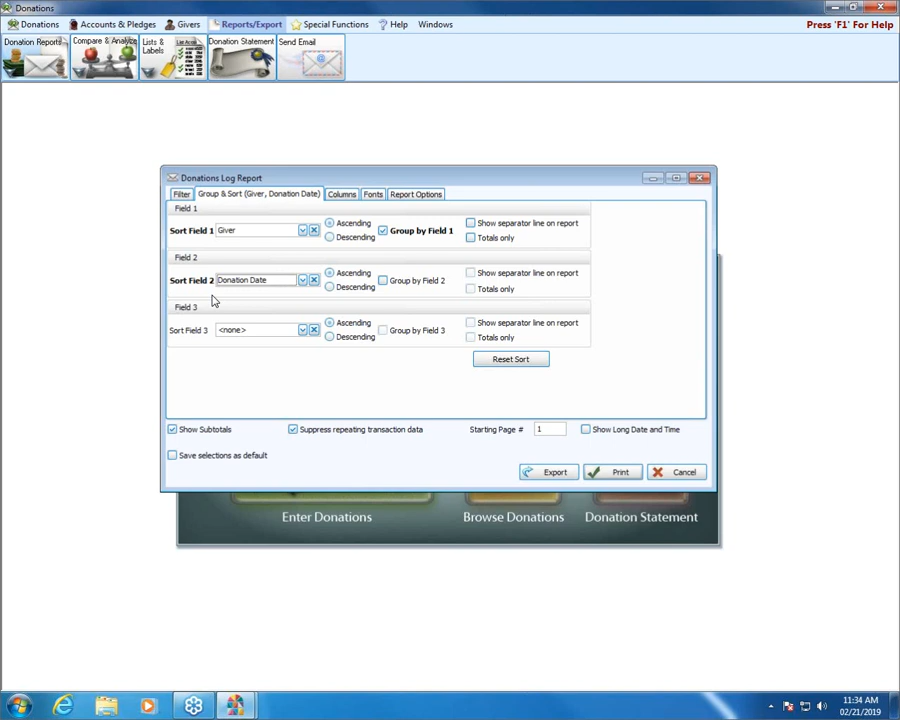 Donations
Donations Accounts & Pledges Givers Reports/Export Special Functions Help Windows Press 'F1' For Help
Donation Reports Compare & Analyze Lists & Labels Donation Statement Send Email
Donations Log Report
Filter Group & Sort (Giver, Donation Date) Columns Fonts Report Options
Field 1
Sort Field 1 Giver Ascending Descending Group by Field 1 Show separator line on report Totals only
Field 2
Sort Field 2 Donation Date Ascending Descending Group by Field 2 Show separator line on report Totals only
Field 3
Sort Field 3 <none> Ascending Descending Group by Field 3 Show separator line on report Totals only
Reset Sort
Show Subtotals Suppress repeating transaction data Starting Page # 1 Show Long Date and Time
Save selections as default
Export Print Cancel
Enter Donations Browse Donations Donation Statement
11:34 AM
02/21/2019